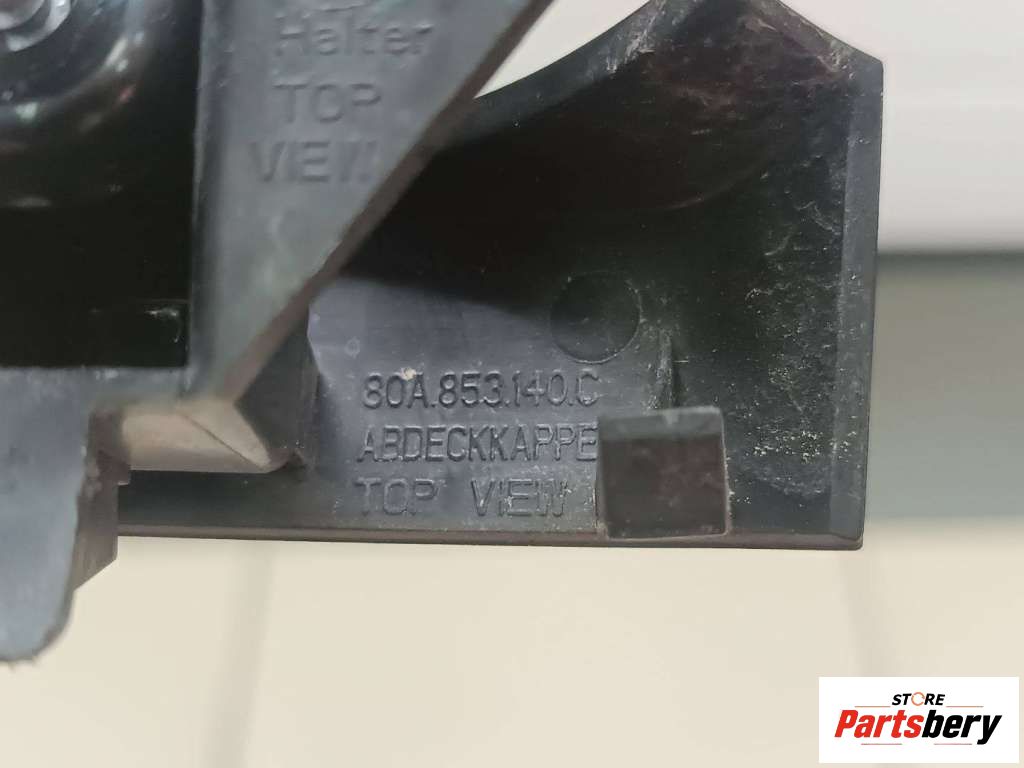 Halter
TOP
VIEW
80A.853.140.C
ABDECKKAPPE
TOP VIEW
STORE
Partsbery